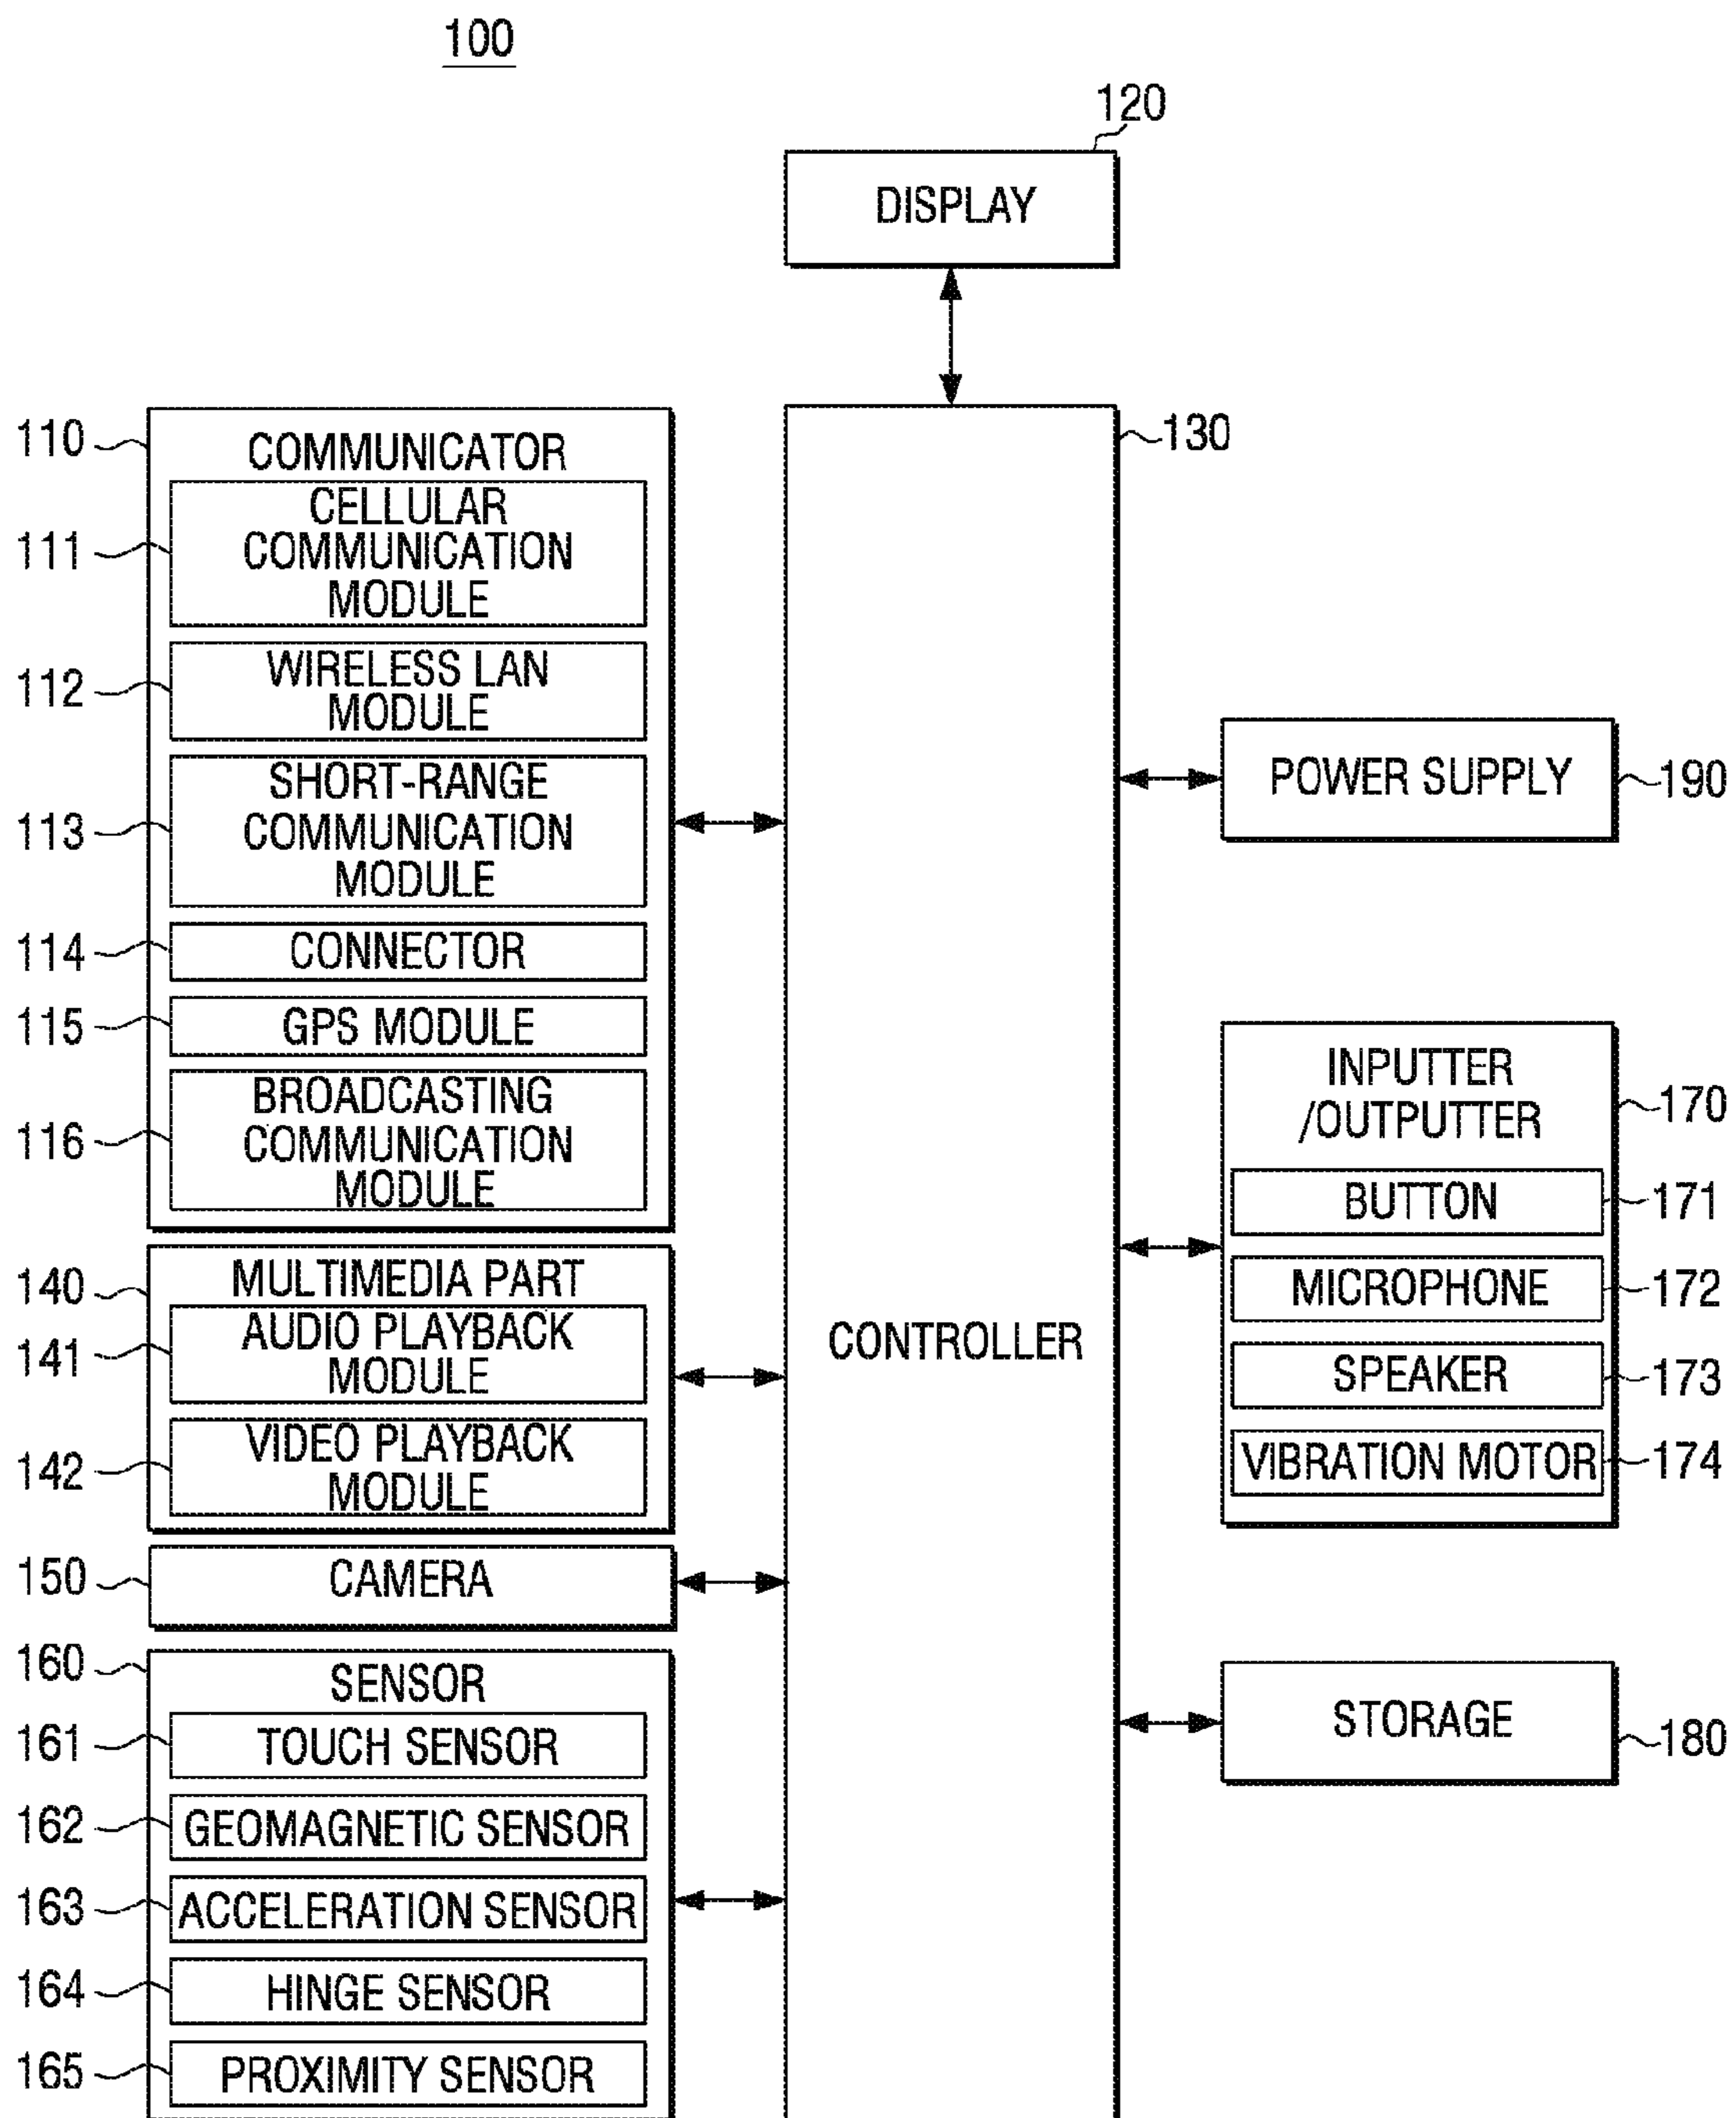 100
120
DISPLAY
110
COMMUNICATOR
111
CELLULAR
COMMUNICATION
MODULE
112
WIRELESS LAN
MODULE
113
SHORT-RANGE
COMMUNICATION
MODULE
114
CONNECTOR
115
GPS MODULE
116
BROADCASTING
COMMUNICATION
MODULE
140
MULTIMEDIA PART
141
AUDIO PLAYBACK
MODULE
142
VIDEO PLAYBACK
MODULE
150
CAMERA
160
SENSOR
161
TOUCH SENSOR
162
GEOMAGNETIC SENSOR
163
ACCELERATION SENSOR
164
HINGE SENSOR
165
PROXIMITY SENSOR
130
CONTROLLER
POWER SUPPLY
190
INPUTTER
/OUTPUTTER
170
BUTTON
171
MICROPHONE
172
SPEAKER
173
VIBRATION MOTOR
174
STORAGE
180